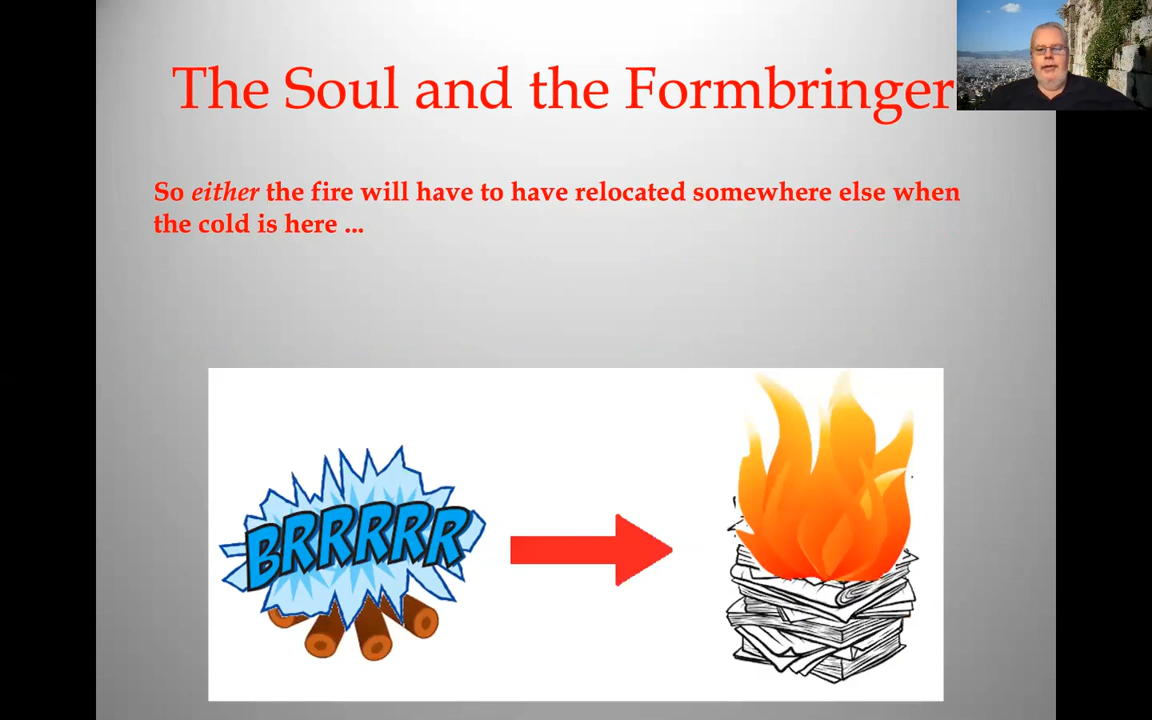 The Soul and the Formbringer
So either the fire will have to have relocated somewhere else when
the cold is here ...
BRRRRR